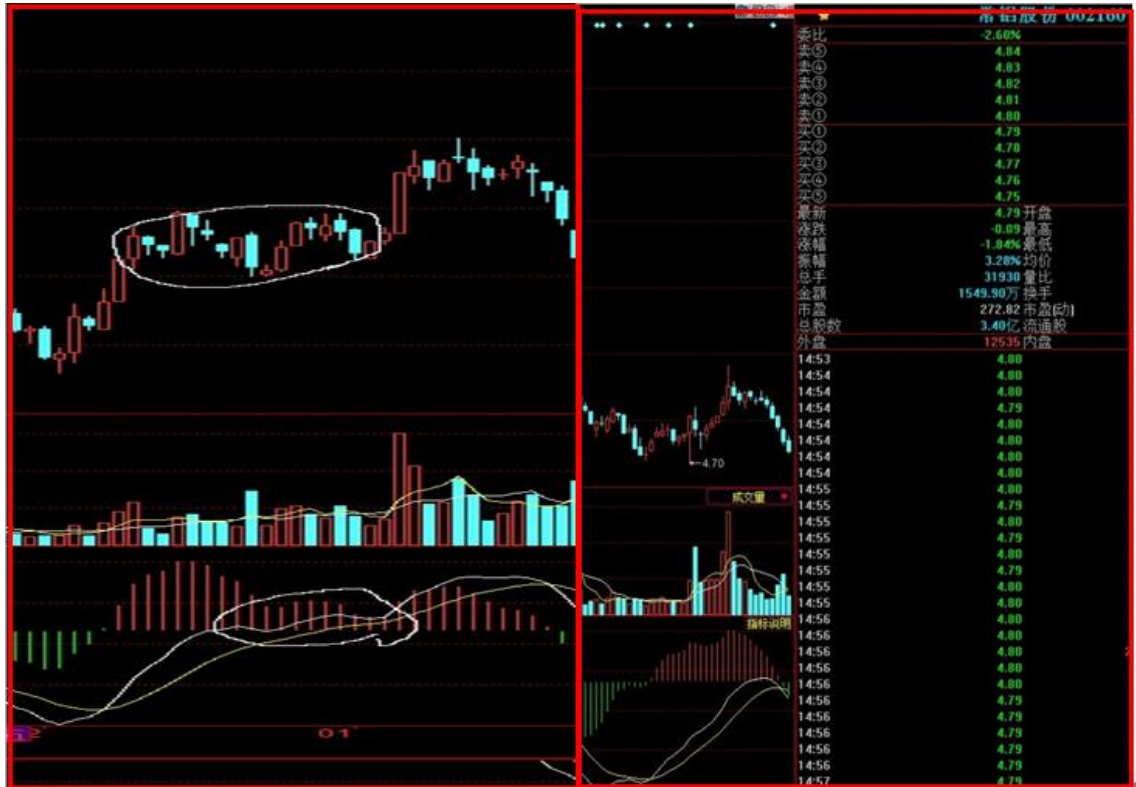 常铝股份 002160
委比 -2.60%
卖⑤ 4.84
卖④ 4.83
卖③ 4.82
卖② 4.81
卖① 4.80
买① 4.79
买② 4.78
买③ 4.77
买④ 4.76
买⑤ 4.75
最新 4.79 开盘
涨跌 -0.09 最高
涨幅 -1.84% 最低
振幅 3.28% 均价
总手 31930 量比
金额 1549.90万 换手
市盈 272.82 市盈(动)
总股数 3.40亿 流通股
外盘 12535 内盘
14:53 4.80
14:54 4.80
14:54 4.80
14:54 4.79
14:54 4.80
14:54 4.80
14:54 4.80
14:54 4.80
14:55 4.80
14:55 4.79
14:55 4.80
14:55 4.79
14:55 4.80
14:55 4.79
14:55 4.80
14:55 4.80
14:56 4.80
14:56 4.80
14:56 4.80
14:56 4.80
14:56 4.80
14:56 4.79
14:56 4.79
14:56 4.79
14:56 4.79
14:57 4.79
4.70
成交量
指标说明
01